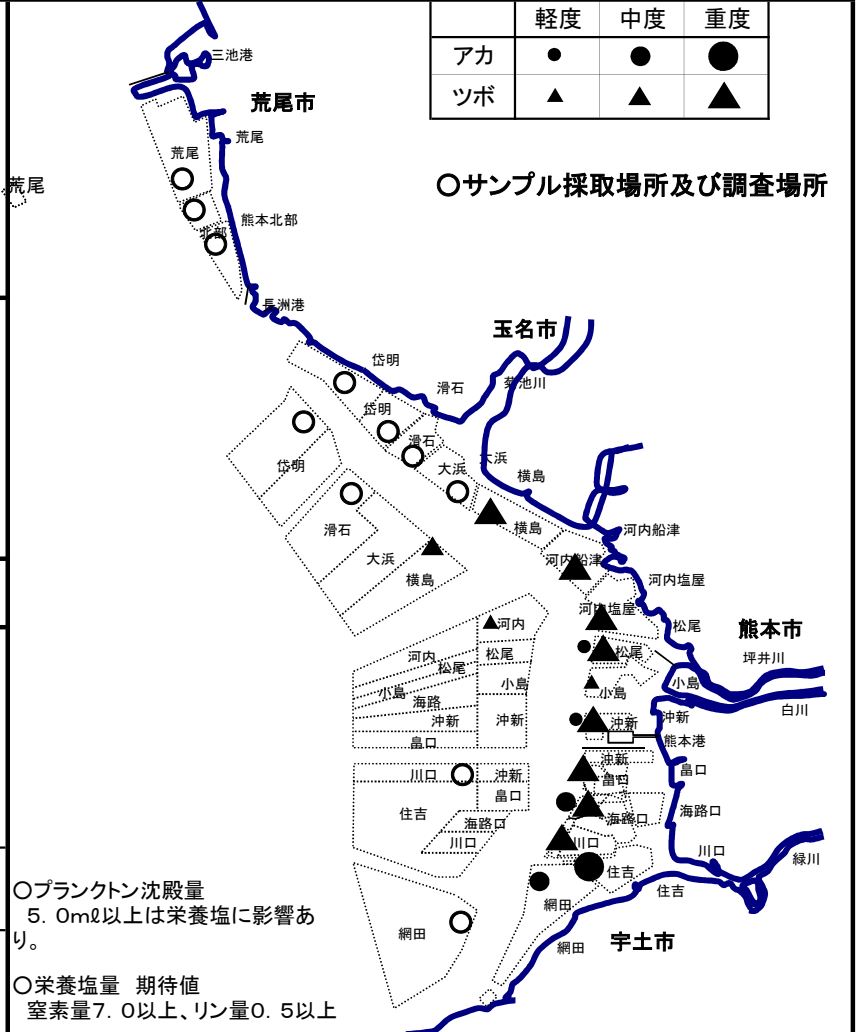 軽度 中度 重度
アカ
ツボ
三池港
荒尾市
荒尾
荒尾
荒尾
○サンプル採取場所及び調査場所
熊本北部
北部
長洲港
玉名市
岱明
滑石
菊池川
岱明
滑石
大浜
大浜
横島
岱明
横島
滑石
河内船津
大浜
河内船津
横島
河内塩屋
河内塩屋
河内
松尾
熊本市
河内
松尾
松尾
坪井川
松尾
小島
小島
小島
小島
海路
白川
沖新
沖新
沖新
沖新
畠口
熊本港
沖新
川口
沖新
畠口
畠口
畠口
住吉
海路口
海路口
海路口
川口
川口
川口
緑川
住吉
住吉
○プランクトン沈殿量
5．0mℓ以上は栄養塩に影響あ
り。
網田
網田
網田
宇土市
○栄養塩量 期待値
窒素量7．0以上、リン量0．5以上